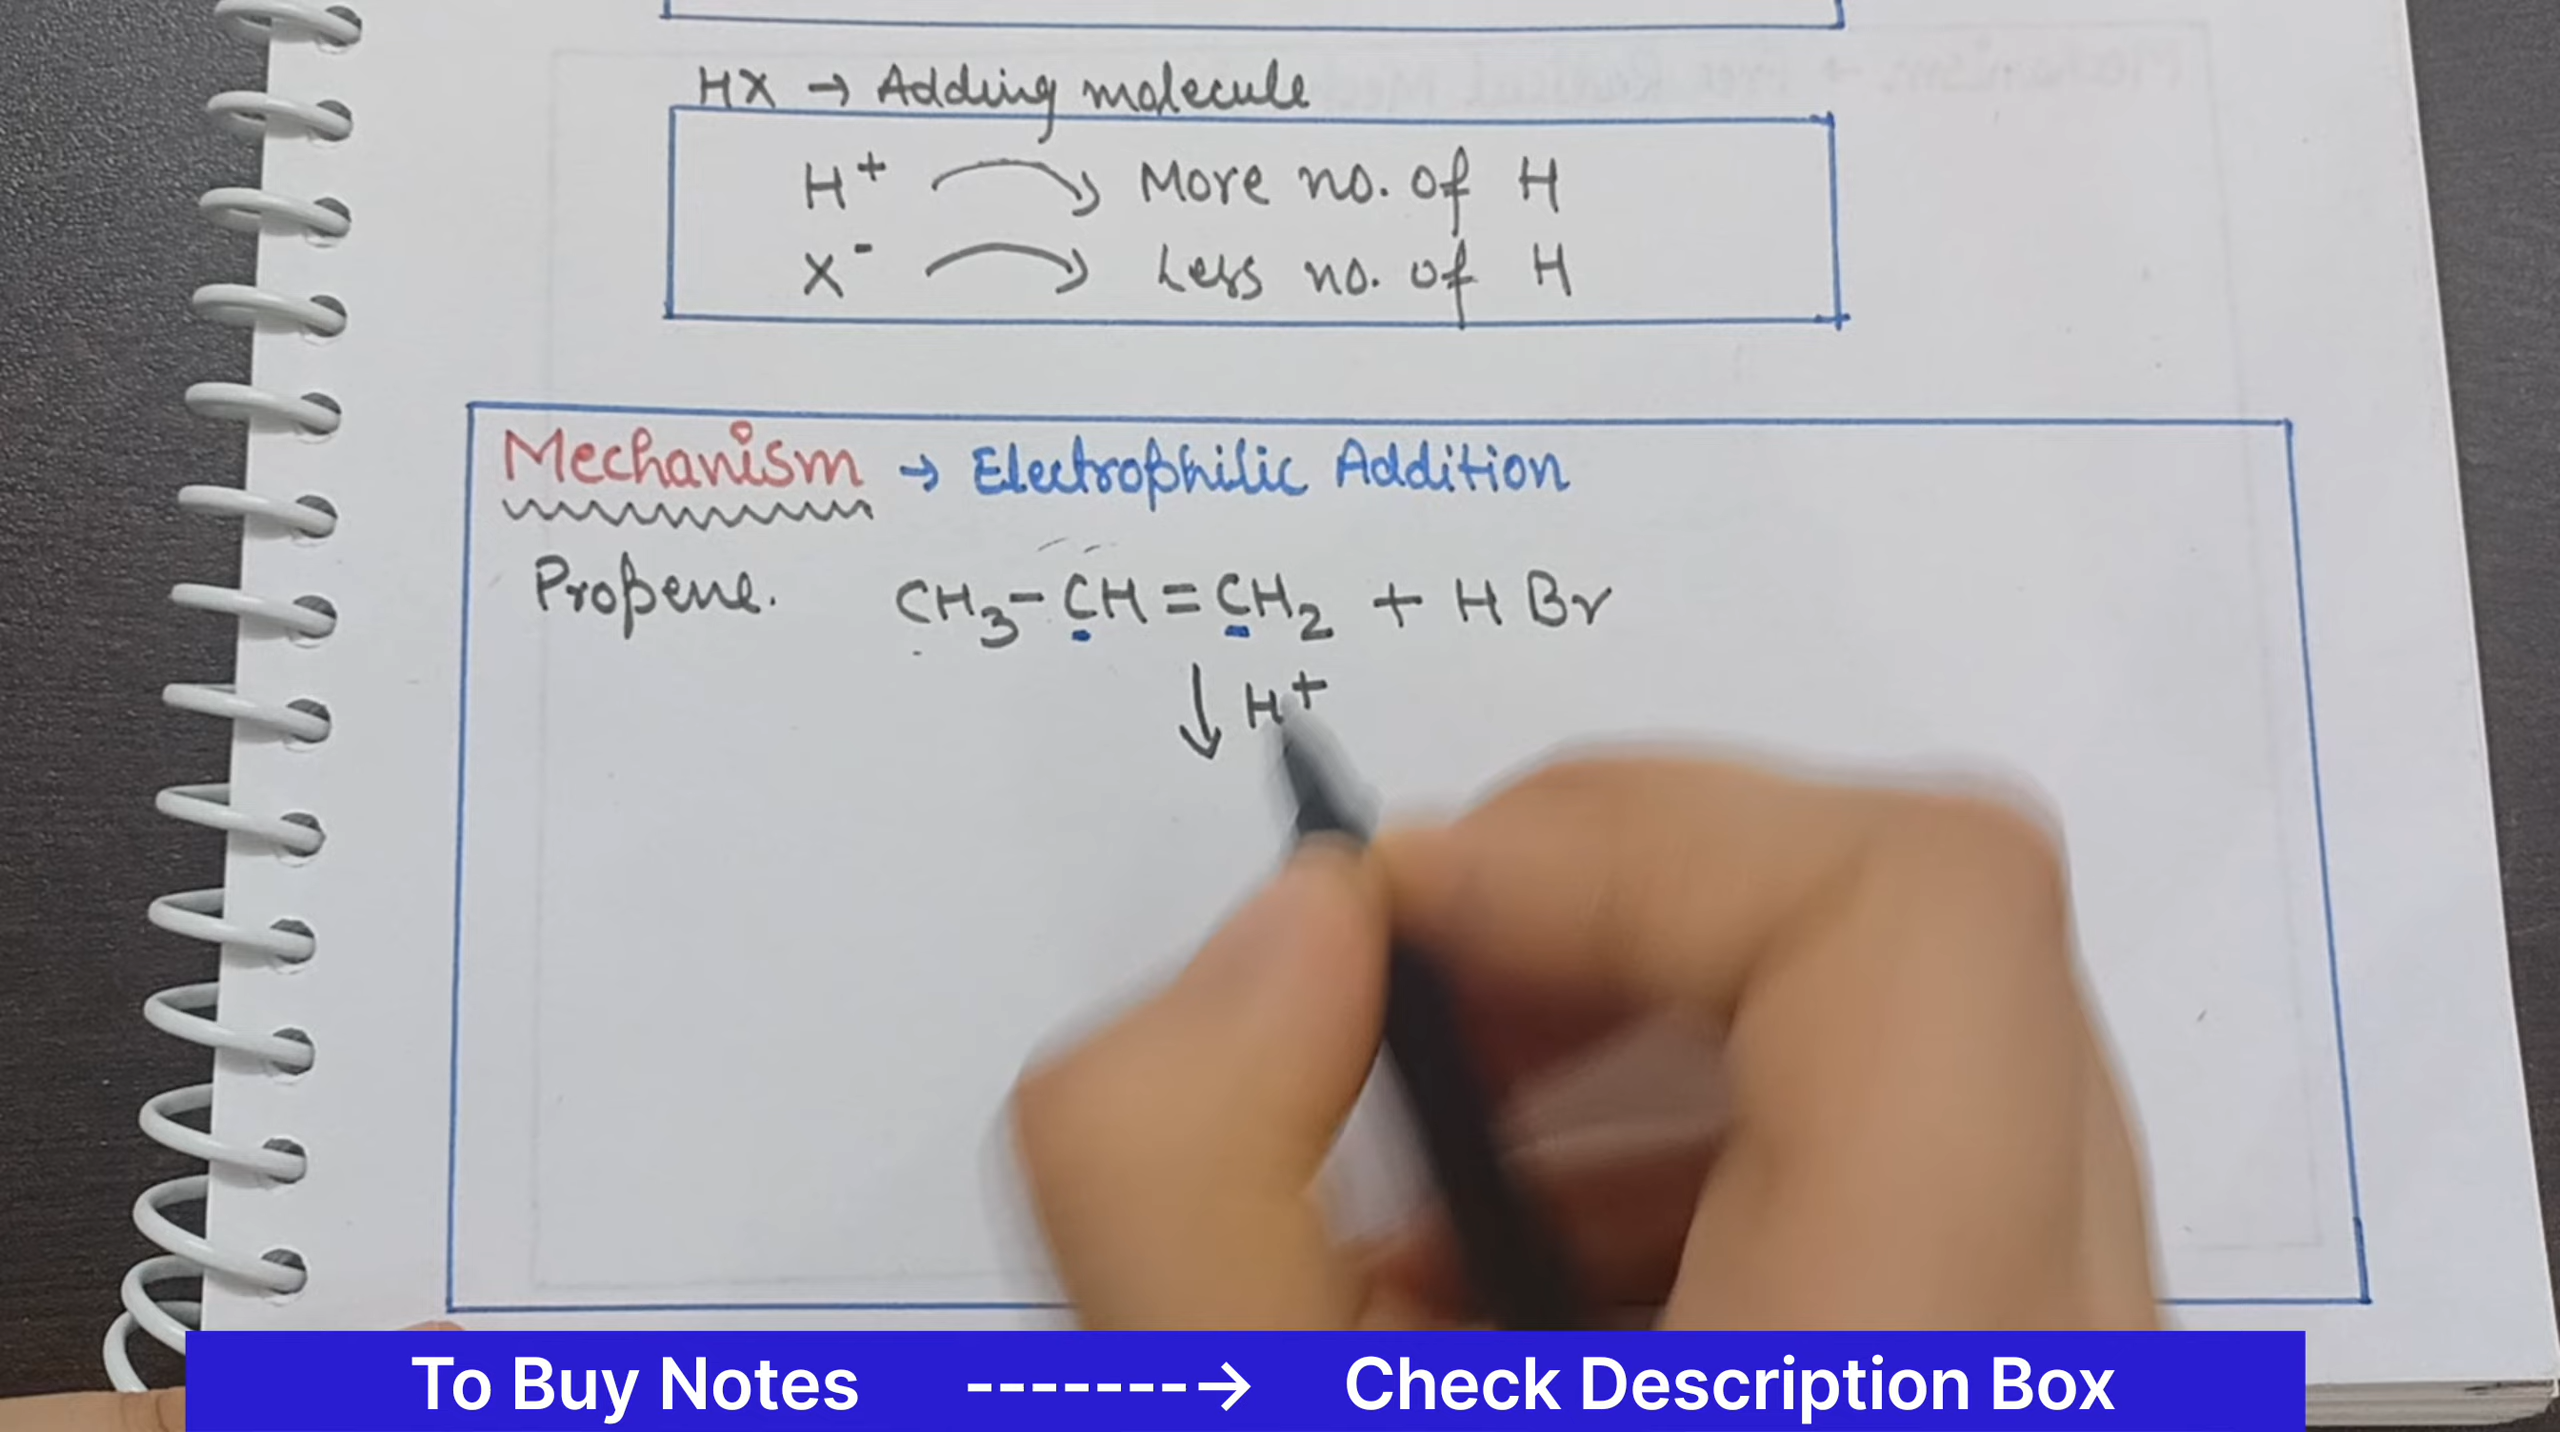 HX → Adding molecule
H⁺ → More no. of H
X⁻ → Less no. of H
Mechanism → Electrophilic Addition
Propene. CH₃-CH=CH₂ + H Br
↓ H⁺
To Buy Notes -------→ Check Description Box